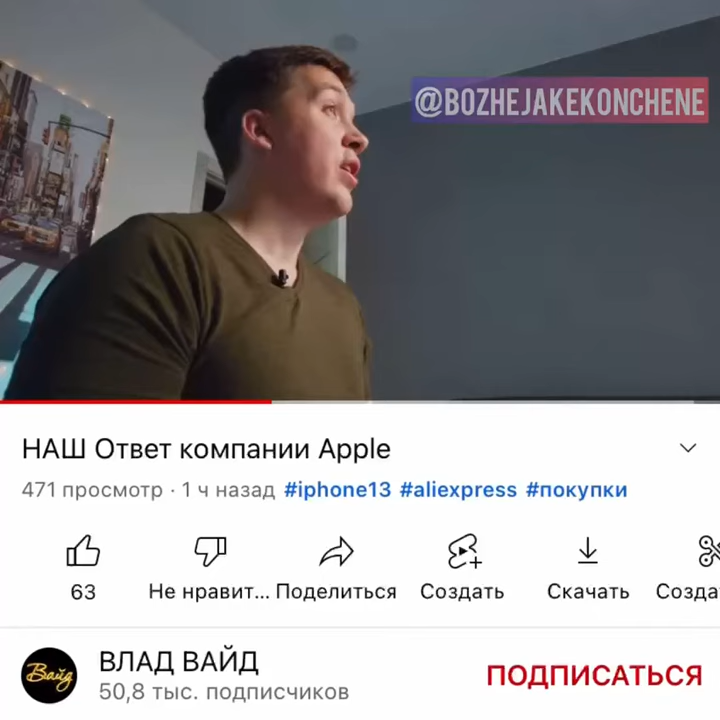 @BOZHEJAKEKONCHENE
НАШ Ответ компании Apple
471 просмотр · 1 ч назад #iphone13 #aliexpress #покупки
63 Не нравит... Поделиться Создать Скачать Созда
Вайд
ВЛАД ВАЙД
50,8 тыс. подписчиков
ПОДПИСАТЬСЯ